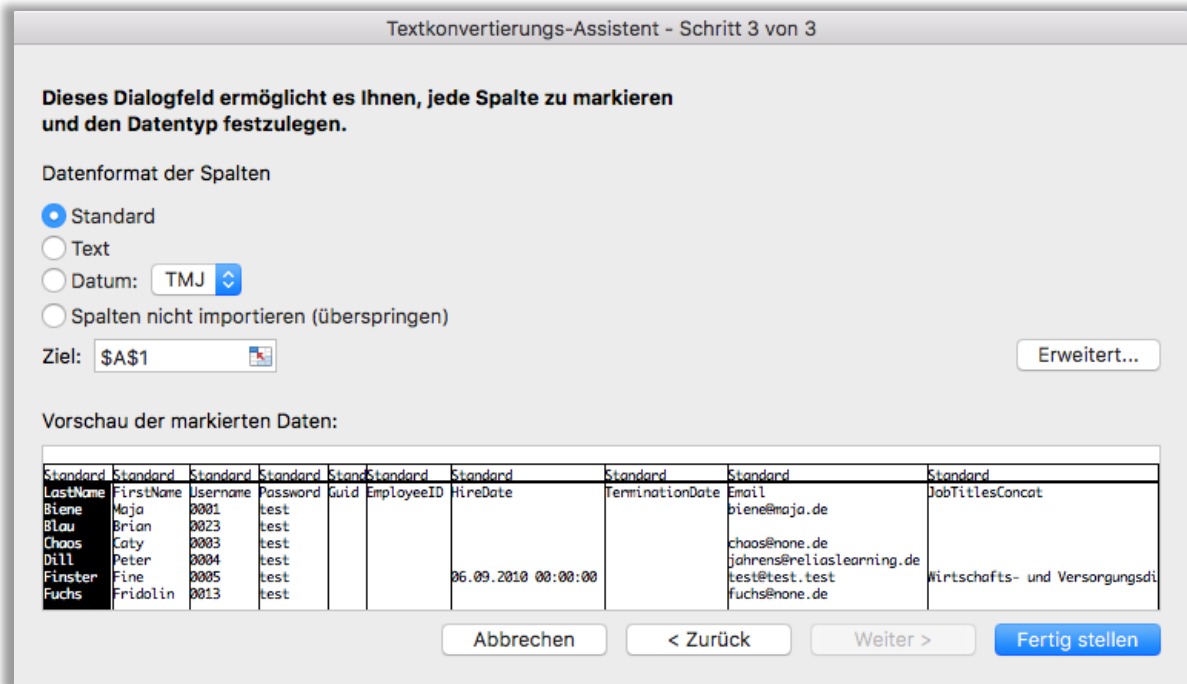 Textkonvertierungs-Assistent - Schritt 3 von 3
Dieses Dialogfeld ermöglicht es Ihnen, jede Spalte zu markieren
und den Datentyp festzulegen.
Datenformat der Spalten
Standard
Text
Datum: TMJ
Spalten nicht importieren (überspringen)
Ziel: $A$1 Erweitert...
Vorschau der markierten Daten:
Standard Standard Standard Standard Stand Standard Standard Standard Standard Standard
LastName FirstName Username Password Guid EmployeeID HireDate TerminationDate Email JobTitlesConcat
Biene Maja 0001 test biene@maja.de
Blau Brian 0023 test
Chaos Caty 0003 test chaos@none.de
Dill Peter 0004 test jahrens@reliaslearning.de
Finster Fine 0005 test 06.09.2010 00:00:00 test@test.test Wirtschafts- und Versorgungsdi
Fuchs Fridolin 0013 test fuchs@none.de
Abbrechen < Zurück Weiter > Fertig stellen